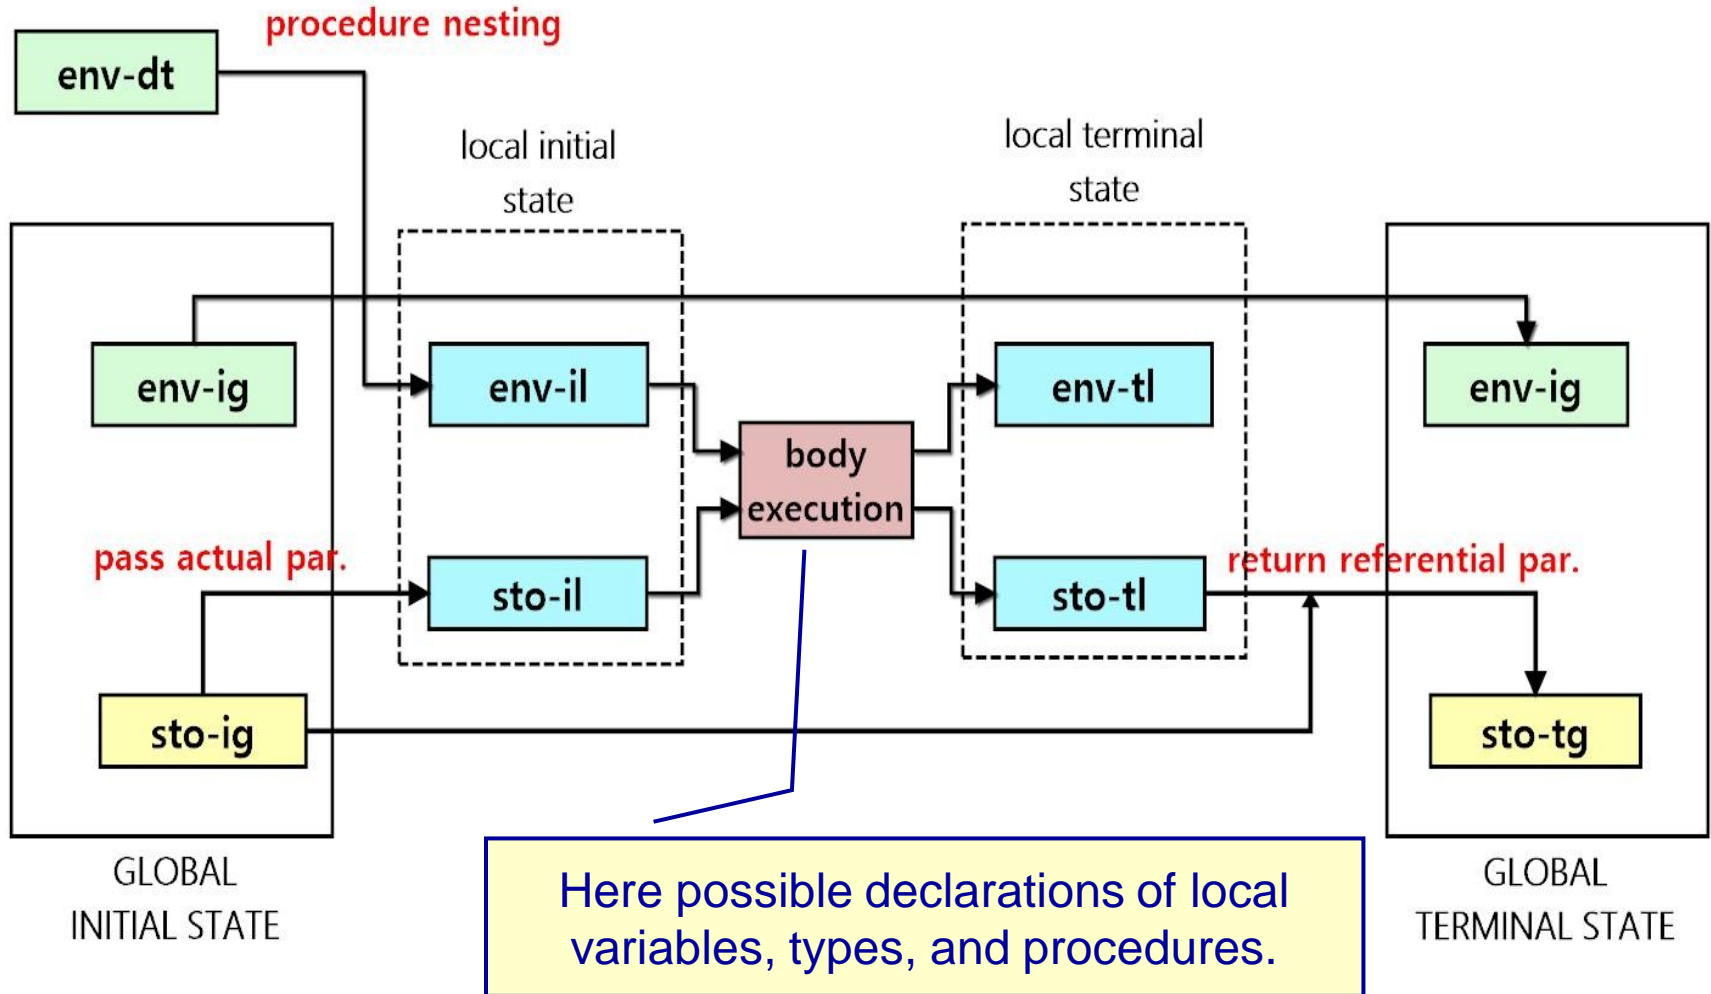 procedure nesting
env-dt
local initial
state
local terminal
state
env-ig
env-il
env-tl
env-ig
body
execution
pass actual par.
return referential par.
sto-il
sto-tl
sto-ig
sto-tg
GLOBAL
INITIAL STATE
Here possible declarations of local
variables, types, and procedures.
GLOBAL
TERMINAL STATE